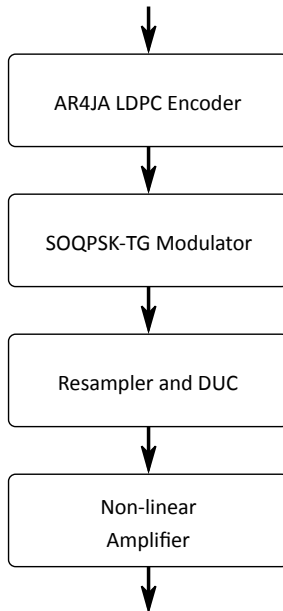 AR4JA LDPC Encoder
SOQPSK-TG Modulator
Resampler and DUC
Non-linear
Amplifier